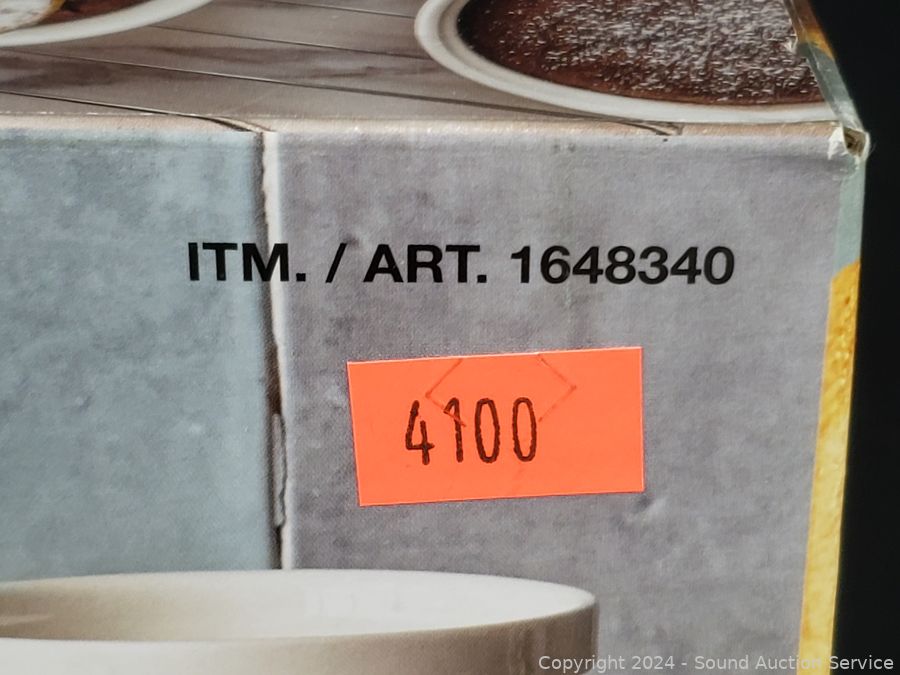 ITM. / ART. 1648340
4100
Copyright 2024 - Sound Auction Service